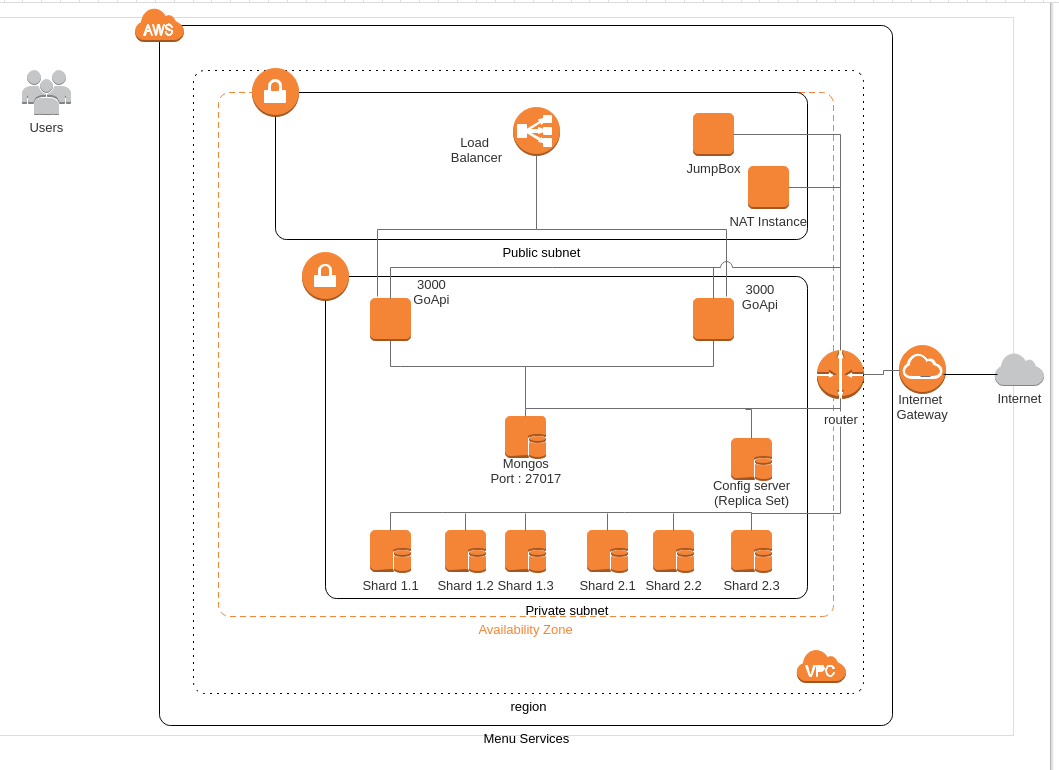 AWS
Users
Load
Balancer
JumpBox
NAT Instance
Public subnet
3000
GoApi
3000
GoApi
Internet
Gateway
Internet
router
Mongos
Port : 27017
Config server
(Replica Set)
Shard 1.1
Shard 1.2
Shard 1.3
Shard 2.1
Shard 2.2
Shard 2.3
Private subnet
Availability Zone
VPC
region
Menu Services